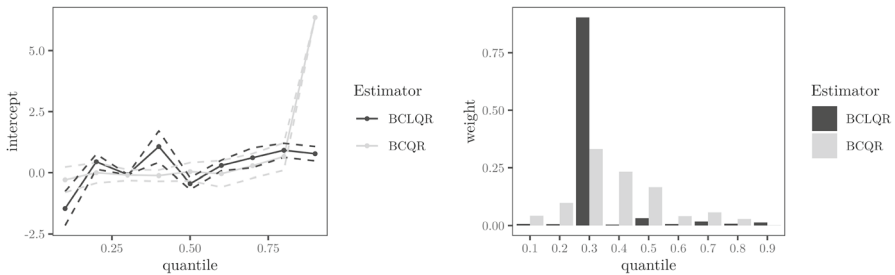 intercept
5.0
2.5
0.0
-2.5
0.25
0.50
0.75
quantile
Estimator
BCLQR
BCQR
weight
0.75
0.50
0.25
0.00
0.1 0.2 0.3 0.4 0.5 0.6 0.7 0.8 0.9
quantile
Estimator
BCLQR
BCQR